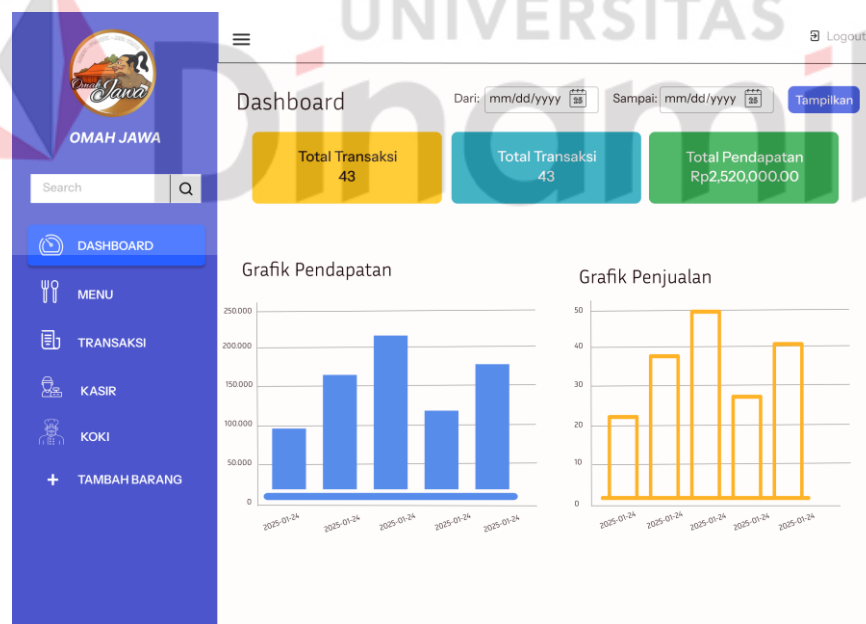 UNIVERSITAS
Dinamik
Omah Jawa
OMAH JAWA
Search
DASHBOARD
MENU
TRANSAKSI
KASIR
KOKI
+ TAMBAH BARANG
Logout
Dashboard
Dari: mm/dd/yyyy
Sampai: mm/dd/yyyy
Tampilkan
Total Transaksi
43
Total Transaksi
43
Total Pendapatan
Rp2,520,000.00
Grafik Pendapatan
250.000
200.000
150.000
100.000
50.000
0
2025-01-24
2025-01-24
2025-01-24
2025-01-24
2025-01-24
Grafik Penjualan
50
40
30
20
10
0
2025-01-24
2025-01-24
2025-01-24
2025-01-24
2025-01-24